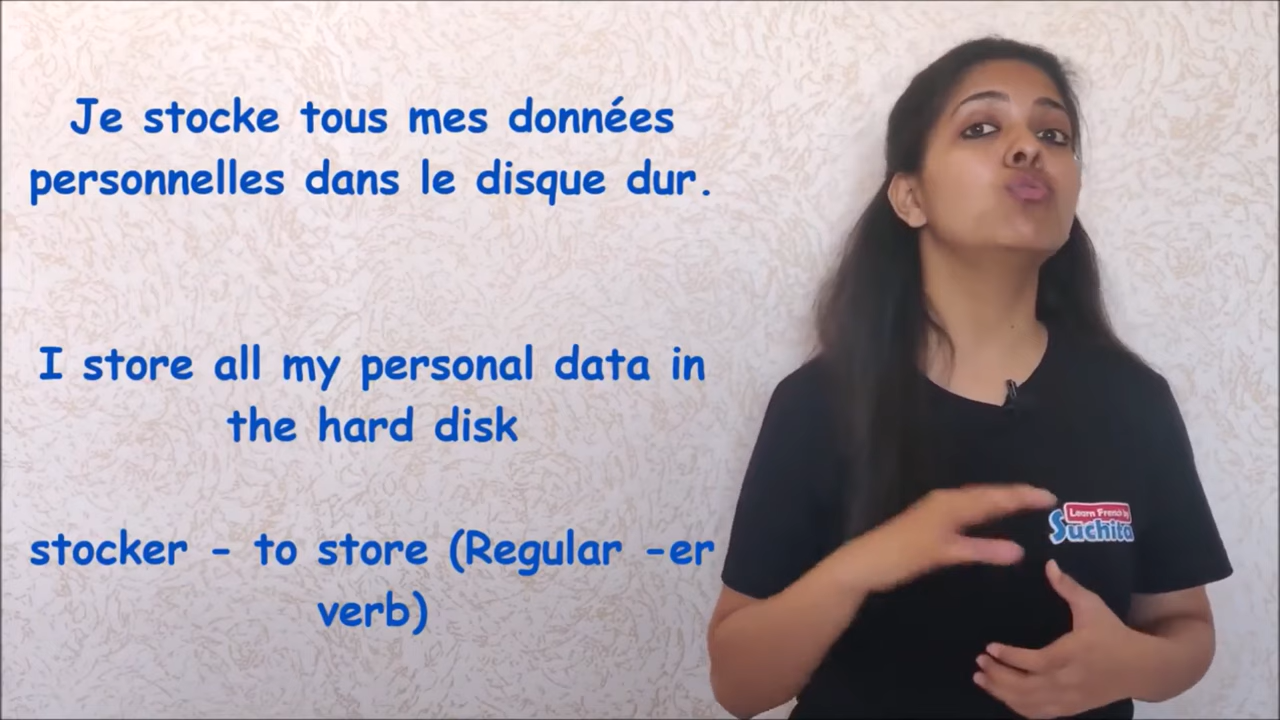 Je stocke tous mes données
personnelles dans le disque dur.
I store all my personal data in
the hard disk
stocker - to store (Regular -er
verb)
Learn French by
Suchita